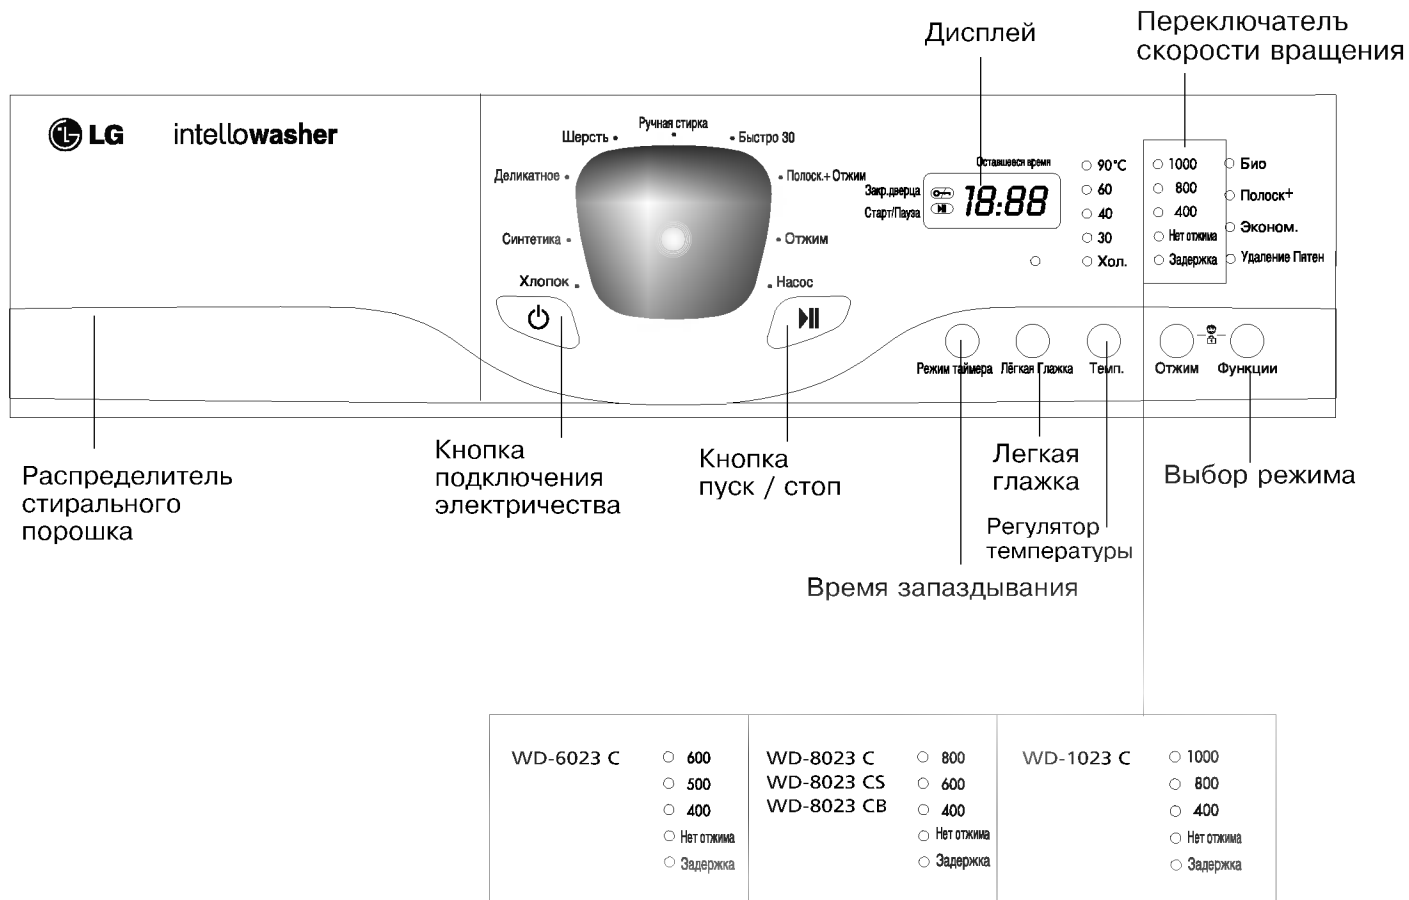 Дисплей
Переключатель
скорости вращения
LG intellowasher
Ручная стирка
Шерсть
Быстро 30
Деликатное
Полоск.+ Отжим
Синтетика
Отжим
Хлопок
Насос
Оставшееся время
Закр.дверца
Старт/Пауза
18:88
90°C
60
40
30
Хол.
1000
800
400
Нет отжима
Задержка
Био
Полоск+
Эконом.
Удаление Пятен
Режим таймера
Лёгкая Глажка
Темп.
Отжим
Функции
Распределитель
стирального
порошка
Кнопка
подключения
электричества
Кнопка
пуск / стоп
Легкая
глажка
Выбор режима
Регулятор
температуры
Время запаздывания
WD-6023 C
600
500
400
Нет отжима
Задержка
WD-8023 C
WD-8023 CS
WD-8023 CB
800
600
400
Нет отжима
Задержка
WD-1023 C
1000
800
400
Нет отжима
Задержка